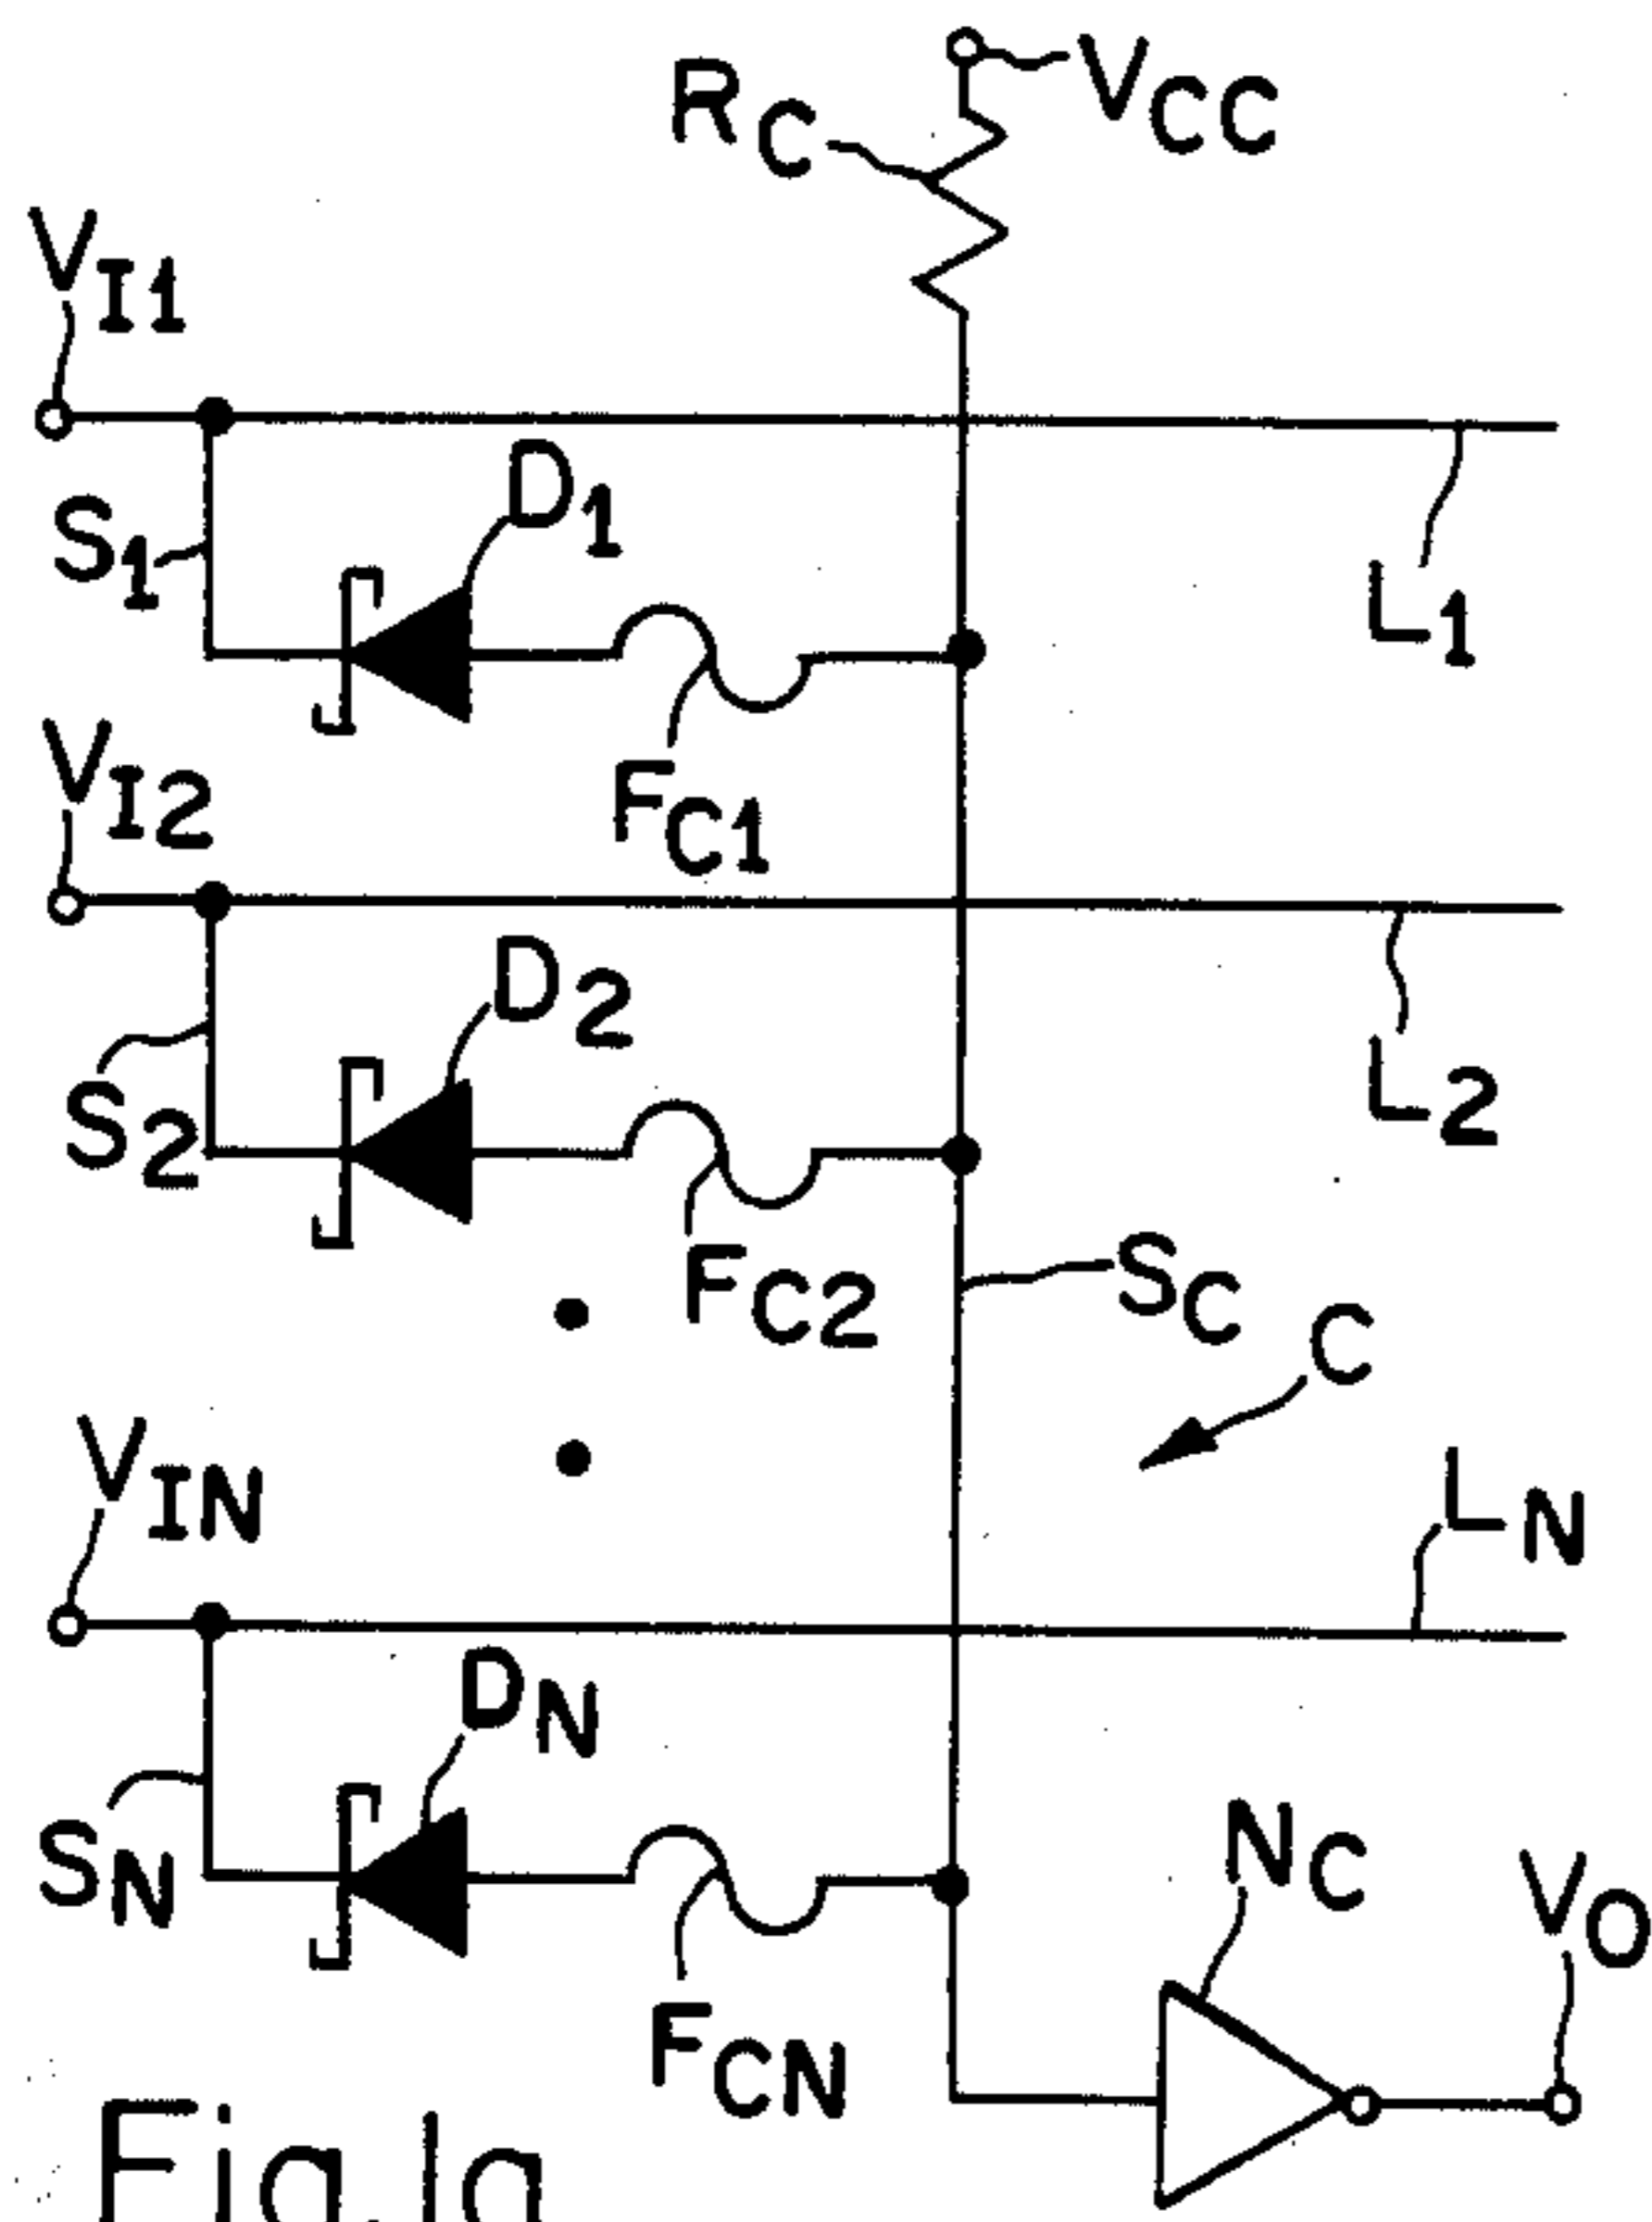 VCC
RC
VI1
D1
S1
L1
FC1
VI2
D2
S2
L2
FC2
SC
C
VIN
LN
DN
SN
NC
VO
FCN
Fig.1a